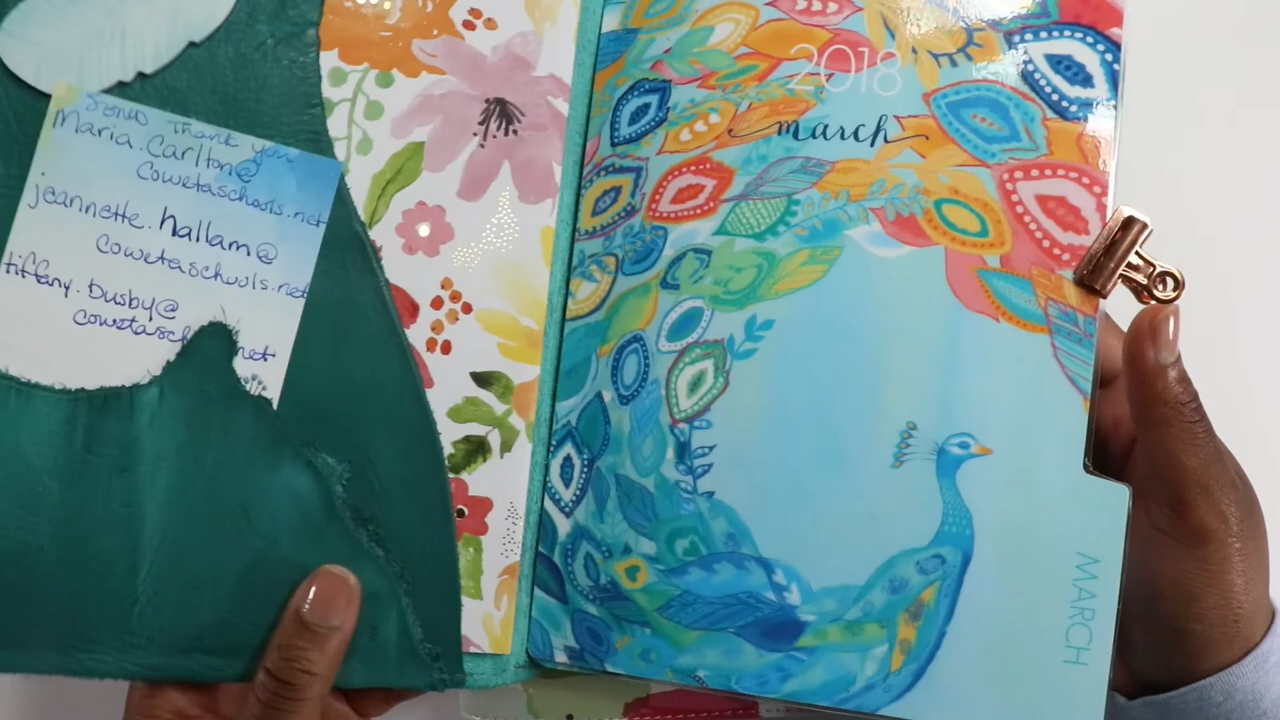 Thank you
Maria.Carlton@
cowetaschools.net
jeannette.hallam@
cowetaschools.net
tiffany.busby@
2018
march
MARCH